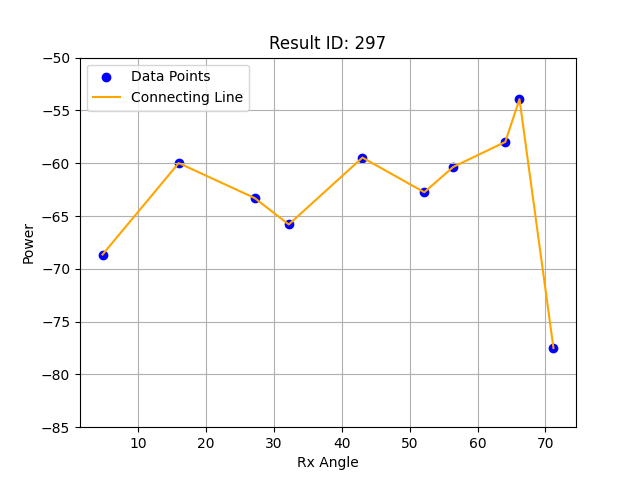 Result ID: 297
Data Points
Connecting Line
−50
−55
−60
−65
−70
−75
−80
−85
Power
10 20 30 40 50 60 70
Rx Angle